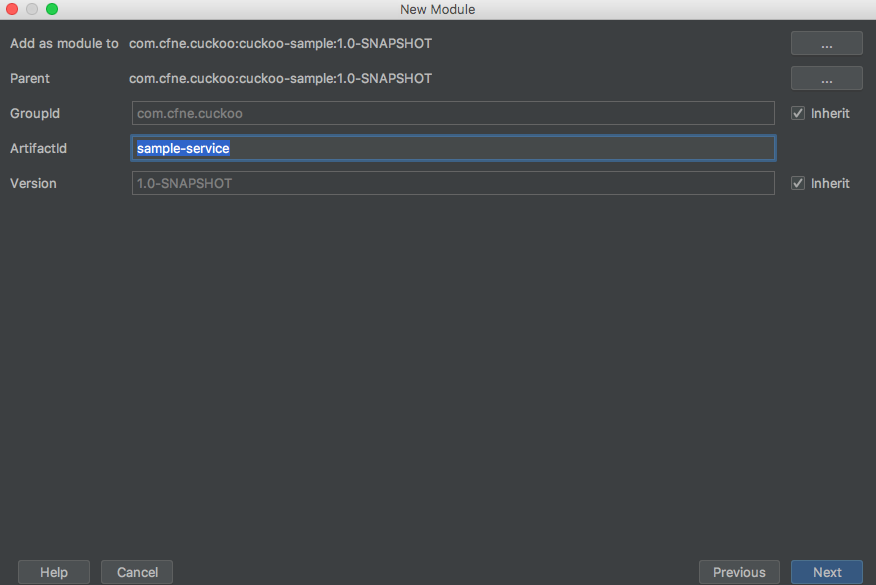 New Module
Add as module to com.cfne.cuckoo:cuckoo-sample:1.0-SNAPSHOT ...
Parent com.cfne.cuckoo:cuckoo-sample:1.0-SNAPSHOT ...
GroupId com.cfne.cuckoo Inherit
ArtifactId sample-service
Version 1.0-SNAPSHOT Inherit
Help Cancel Previous Next